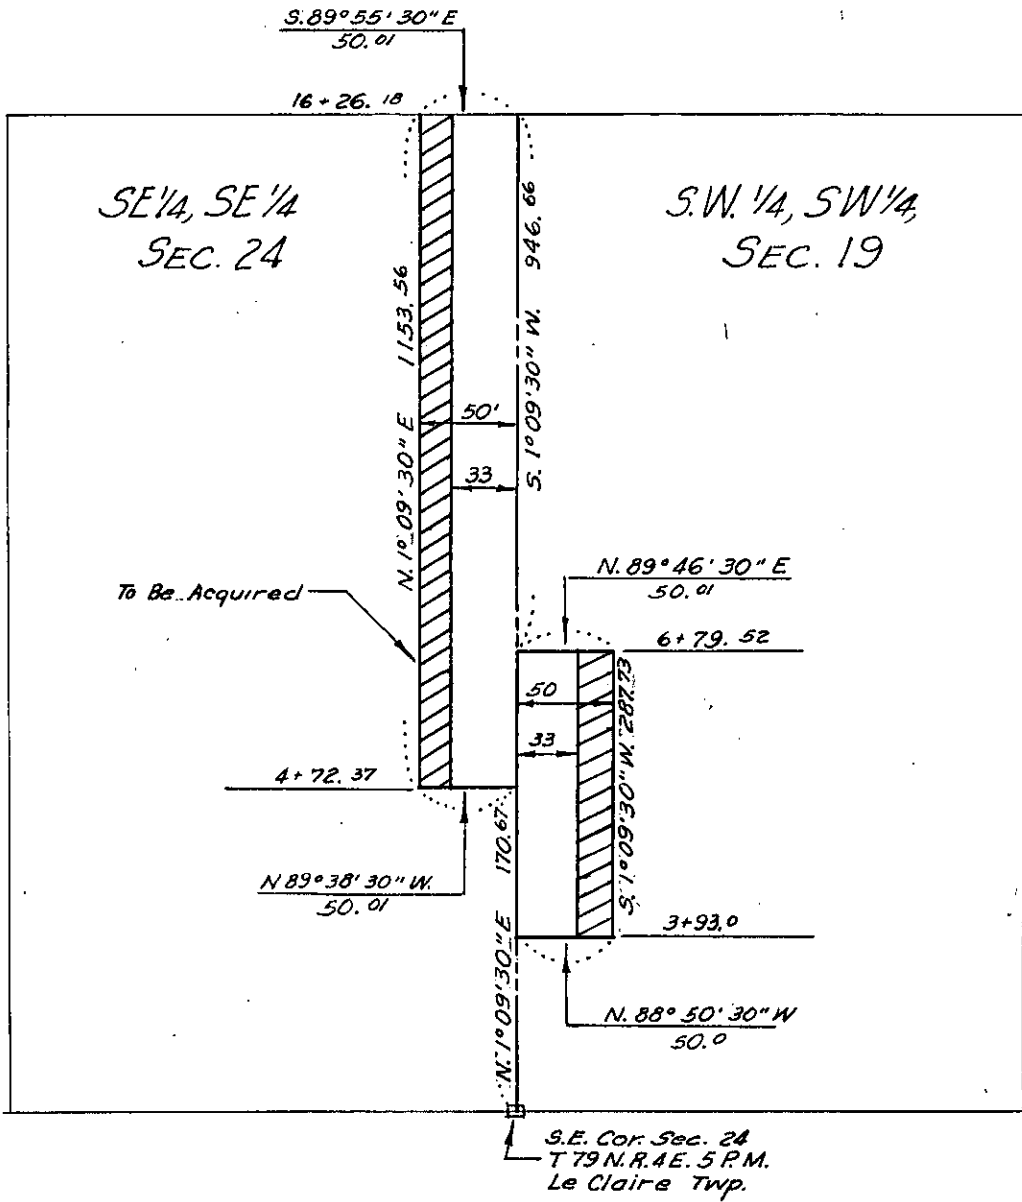 S. 89° 55' 30" E
50.01
16 + 26.18
SE 1/4, SE 1/4
SEC. 24
S.W. 1/4, SW 1/4,
SEC. 19
N. 1° 09' 30" E 1153.56
S. 1° 09' 30" W. 946.66
50'
33
To Be Acquired
N. 89° 46' 30" E
50.01
6 + 79.52
50
33
S. 1° 09' 30" W. 287.73
4 + 72.37
N 89° 38' 30" W.
50.01
N. 1° 09' 30" E 170.67
3 + 93.0
N. 88° 50' 30" W
50.0
S.E. Cor. Sec. 24
T 79 N. R. 4 E. 5 P.M.
Le Claire Twp.